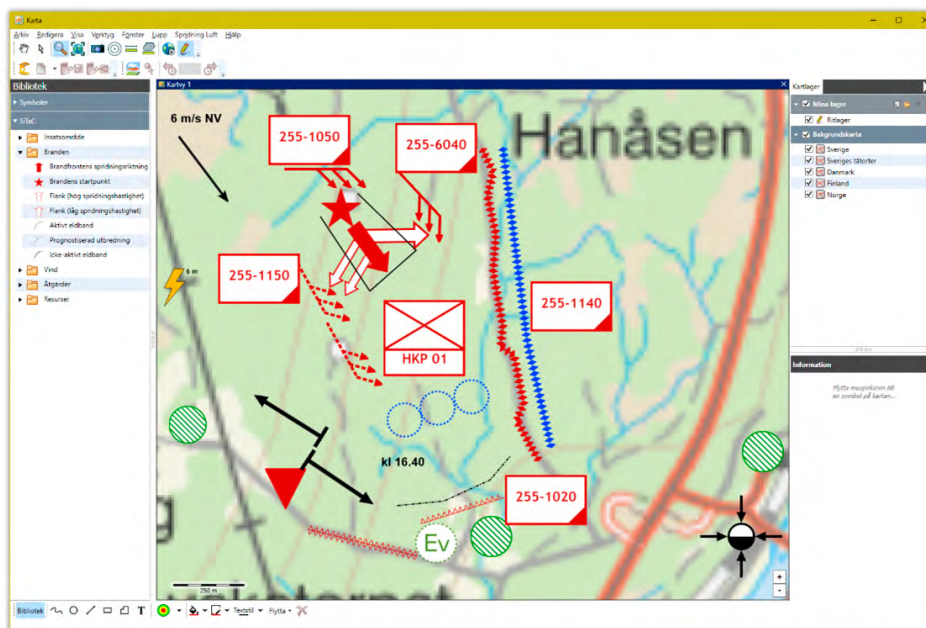 Karta
Arkiv Redigera Visa Verktyg Fönster Lupp Spridning Luft Hjälp
Bibliotek
Symboler
SiTaC
Insatsområde
Branden
Brandfrontens spridningsriktning
Brandens startpunkt
Flank (hög spridningshastighet)
Flank (låg spridningshastighet)
Aktivt eldband
Prognostiserad utbredning
Icke-aktivt eldband
Vind
Åtgärder
Resurser
Kartvy 1
6 m/s NV
255-1050
255-6040
Hanåsen
255-1150
6 m
255-1140
HKP 01
kl 16.40
255-1020
Ev
g
250 m
+
-
Kartlager
Mina lager
Ritlager
Bakgrundskarta
Sverige
Sveriges tätorter
Danmark
Finland
Norge
Information
Flytta muspekaren till
en symbol på kartan...
Bibliotek T Textstil Flytta